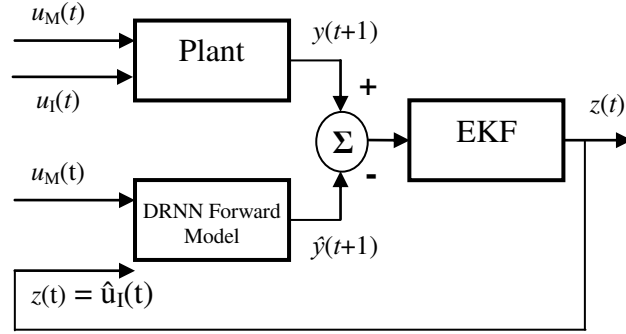 u_M(t)
Plant
y(t+1)
u_I(t)
+
EKF
z(t)
Σ
-
u_M(t)
DRNN Forward
Model
ŷ(t+1)
z(t) = û_I(t)